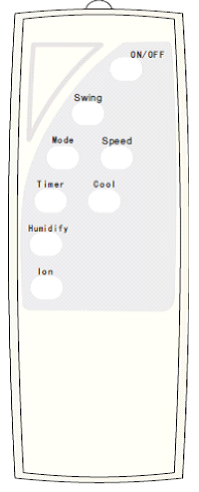 ON/OFF
Swing
Mode Speed
Timer Cool
Humidify
Ion